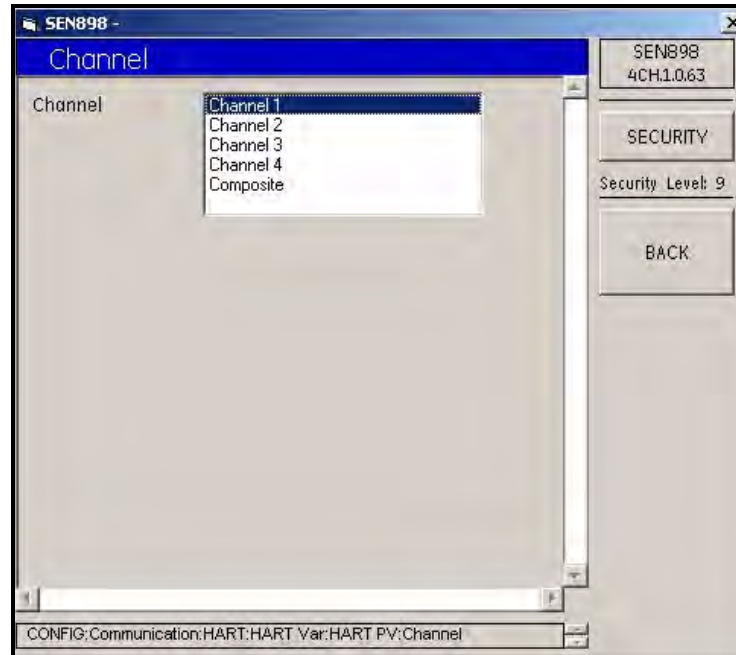 SEN898 -
Channel
SEN898
4CH.1.0.63
Channel
Channel 1
Channel 2
Channel 3
Channel 4
Composite
SECURITY
Security Level: 9
BACK
CONFIG:Communication:HART:HART Var:HART PV:Channel